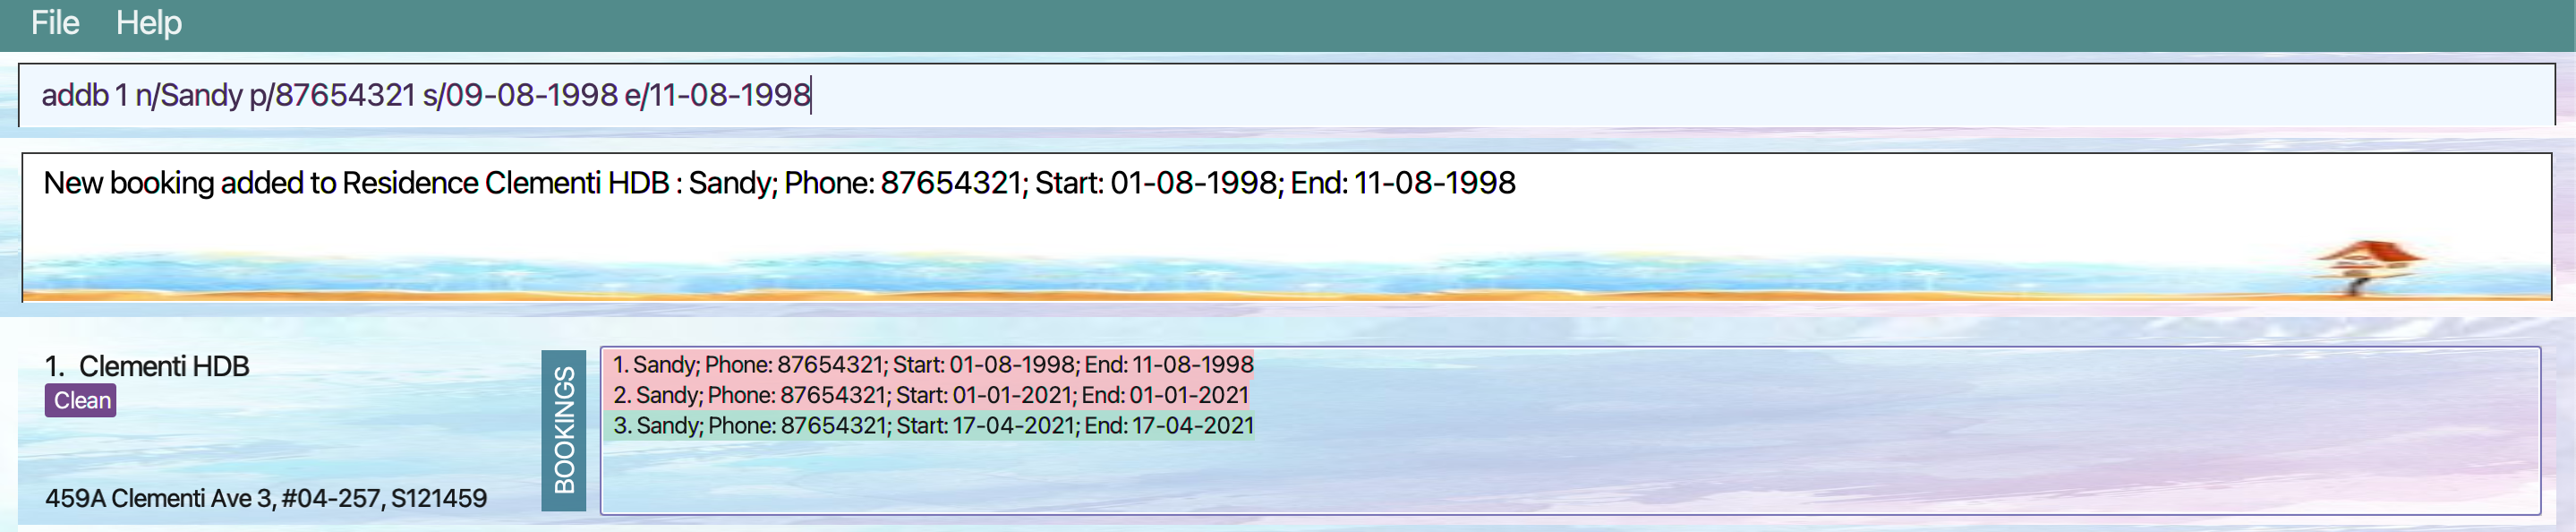 File Help
addb 1 n/Sandy p/87654321 s/09-08-1998 e/11-08-1998
New booking added to Residence Clementi HDB : Sandy; Phone: 87654321; Start: 01-08-1998; End: 11-08-1998
1. Clementi HDB
Clean
459A Clementi Ave 3, #04-257, S121459
BOOKINGS
1. Sandy; Phone: 87654321; Start: 01-08-1998; End: 11-08-1998
2. Sandy; Phone: 87654321; Start: 01-01-2021; End: 01-01-2021
3. Sandy; Phone: 87654321; Start: 17-04-2021; End: 17-04-2021